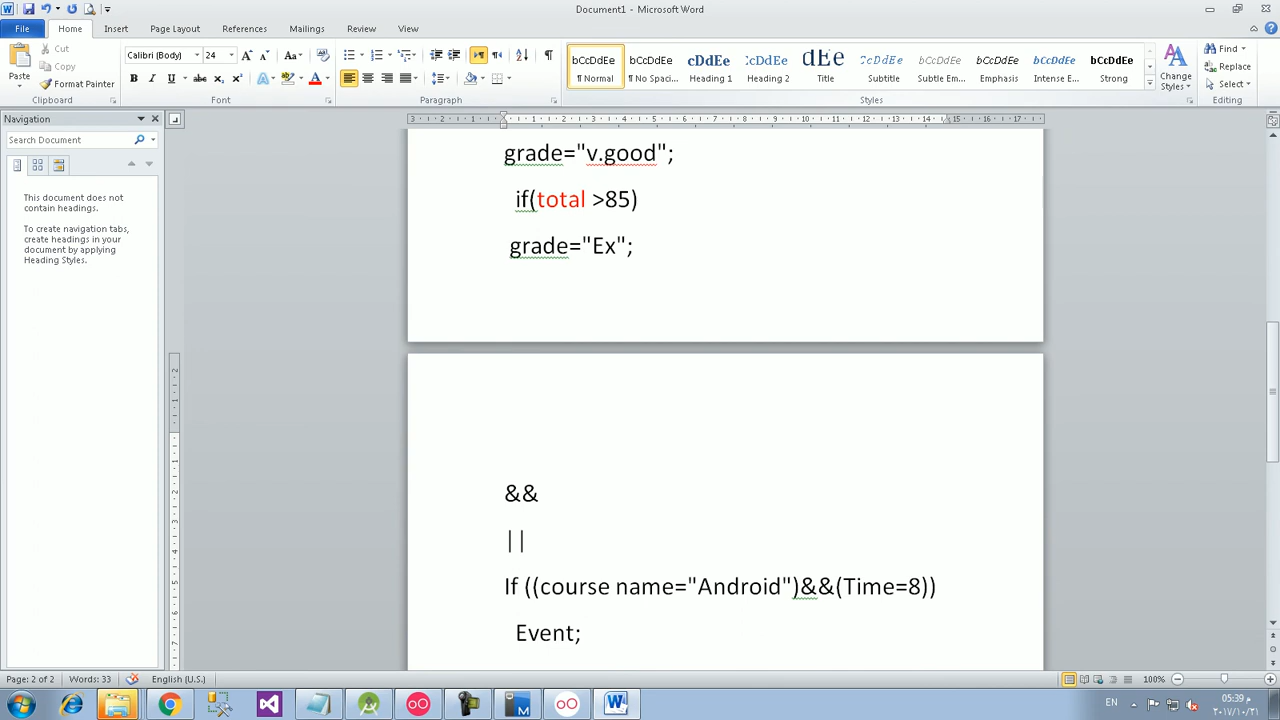 Document1 - Microsoft Word
File Home Insert Page Layout References Mailings Review View
Paste
Cut
Copy
Format Painter
Clipboard
Calibri (Body) 24
Font
Paragraph
AaBbCcDdEe
¶ Normal
¶ No Spaci...
Heading 1
Heading 2
Title
Subtitle
Subtle Em...
Emphasis
Intense E...
Strong
Change
Styles
Styles
Find
Replace
Select
Editing
Navigation
Search Document
This document does not
contain headings.
To create navigation tabs,
create headings in your
document by applying
Heading Styles.
grade="v.good";
if(total >85)
grade="Ex";
&&
||
If ((course name="Android")&&(Time=8))
Event;
Page: 2 of 2 Words: 33 English (U.S.) 100%
EN
05:39 م
٢٠١٧/١٠/٢١